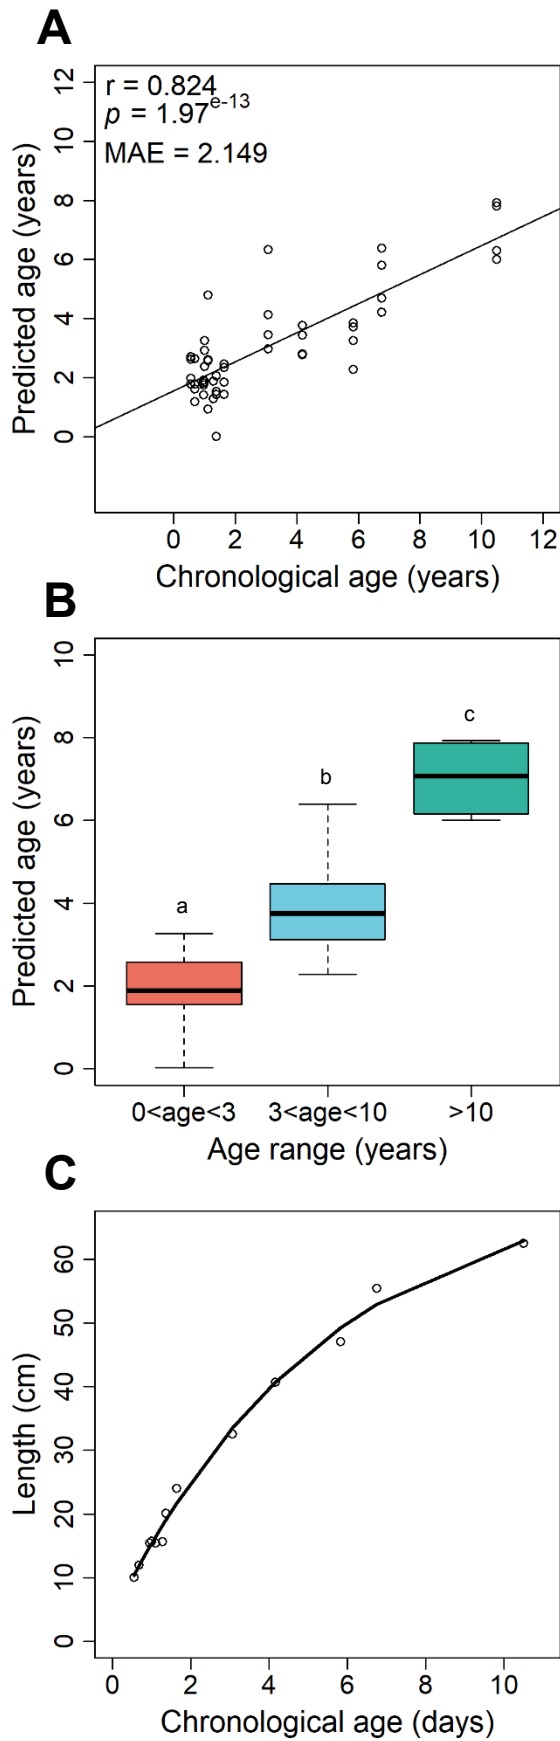 A
r = 0.824
p = 1.97e-13
MAE = 2.149
12
10
8
6
4
2
0
Predicted age (years)
0 2 4 6 8 10 12
Chronological age (years)
B
10
8
6
4
2
0
Predicted age (years)
a
b
c
0<age<3 3<age<10 >10
Age range (years)
C
60
50
40
30
20
10
0
Length (cm)
0 2 4 6 8 10
Chronological age (days)